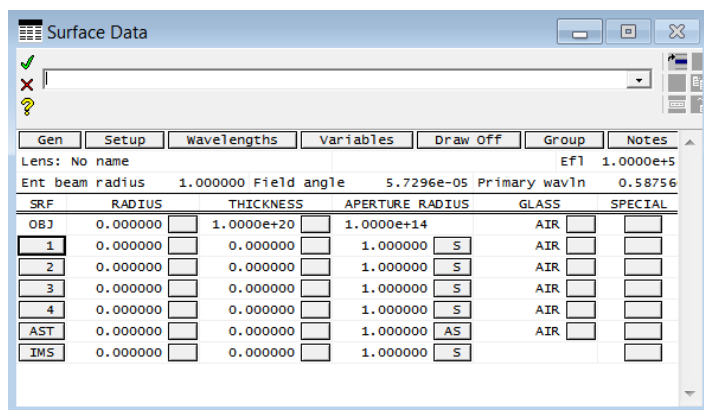 Surface Data
Gen Setup Wavelengths Variables Draw Off Group Notes
Lens: No name Efl 1.0000e+5
Ent beam radius 1.000000 Field angle 5.7296e-05 Primary wavln 0.58756
SRF RADIUS THICKNESS APERTURE RADIUS GLASS SPECIAL
OBJ 0.000000 1.0000e+20 1.0000e+14 AIR
1 0.000000 0.000000 1.000000 S AIR
2 0.000000 0.000000 1.000000 S AIR
3 0.000000 0.000000 1.000000 S AIR
4 0.000000 0.000000 1.000000 S AIR
AST 0.000000 0.000000 1.000000 AS AIR
IMS 0.000000 0.000000 1.000000 S